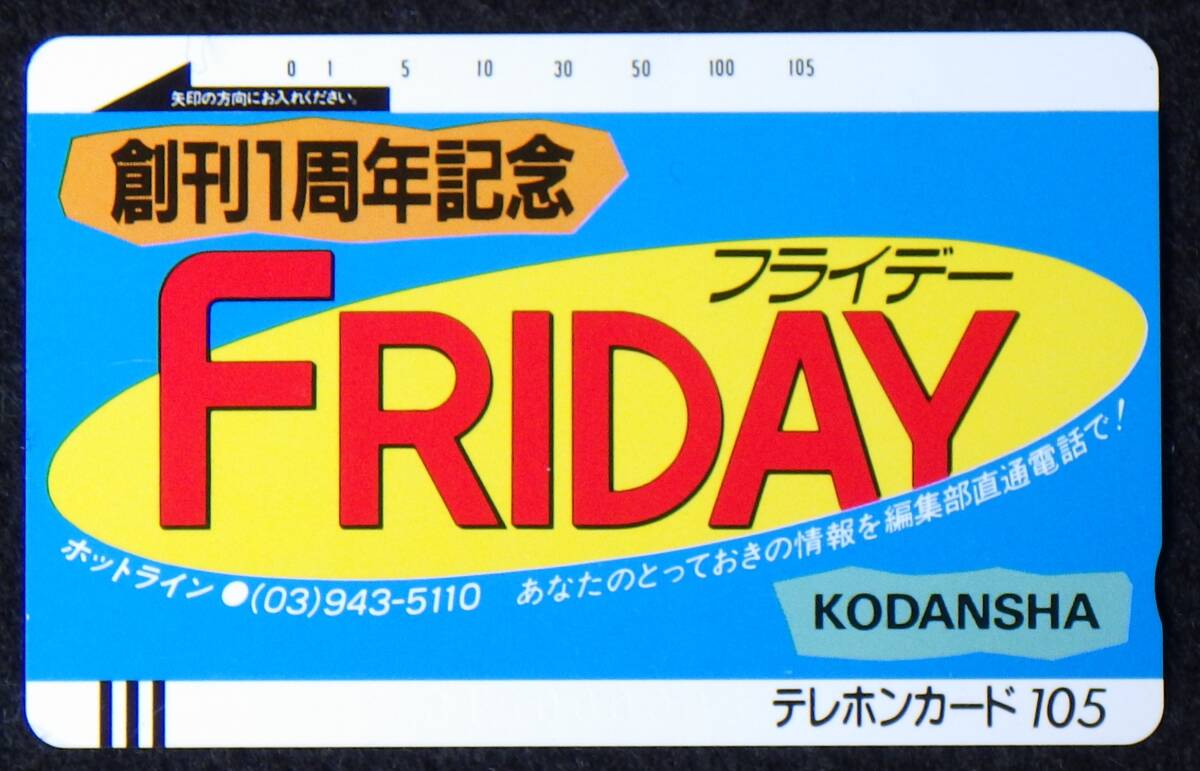 0 1 5 10 30 50 100 105
矢印の方向にお入れください。
創刊1周年記念
フライデー
FRIDAY
ホットライン●(03)943-5110 あなたのとっておきの情報を編集部直通電話で!
KODANSHA
テレホンカード 105